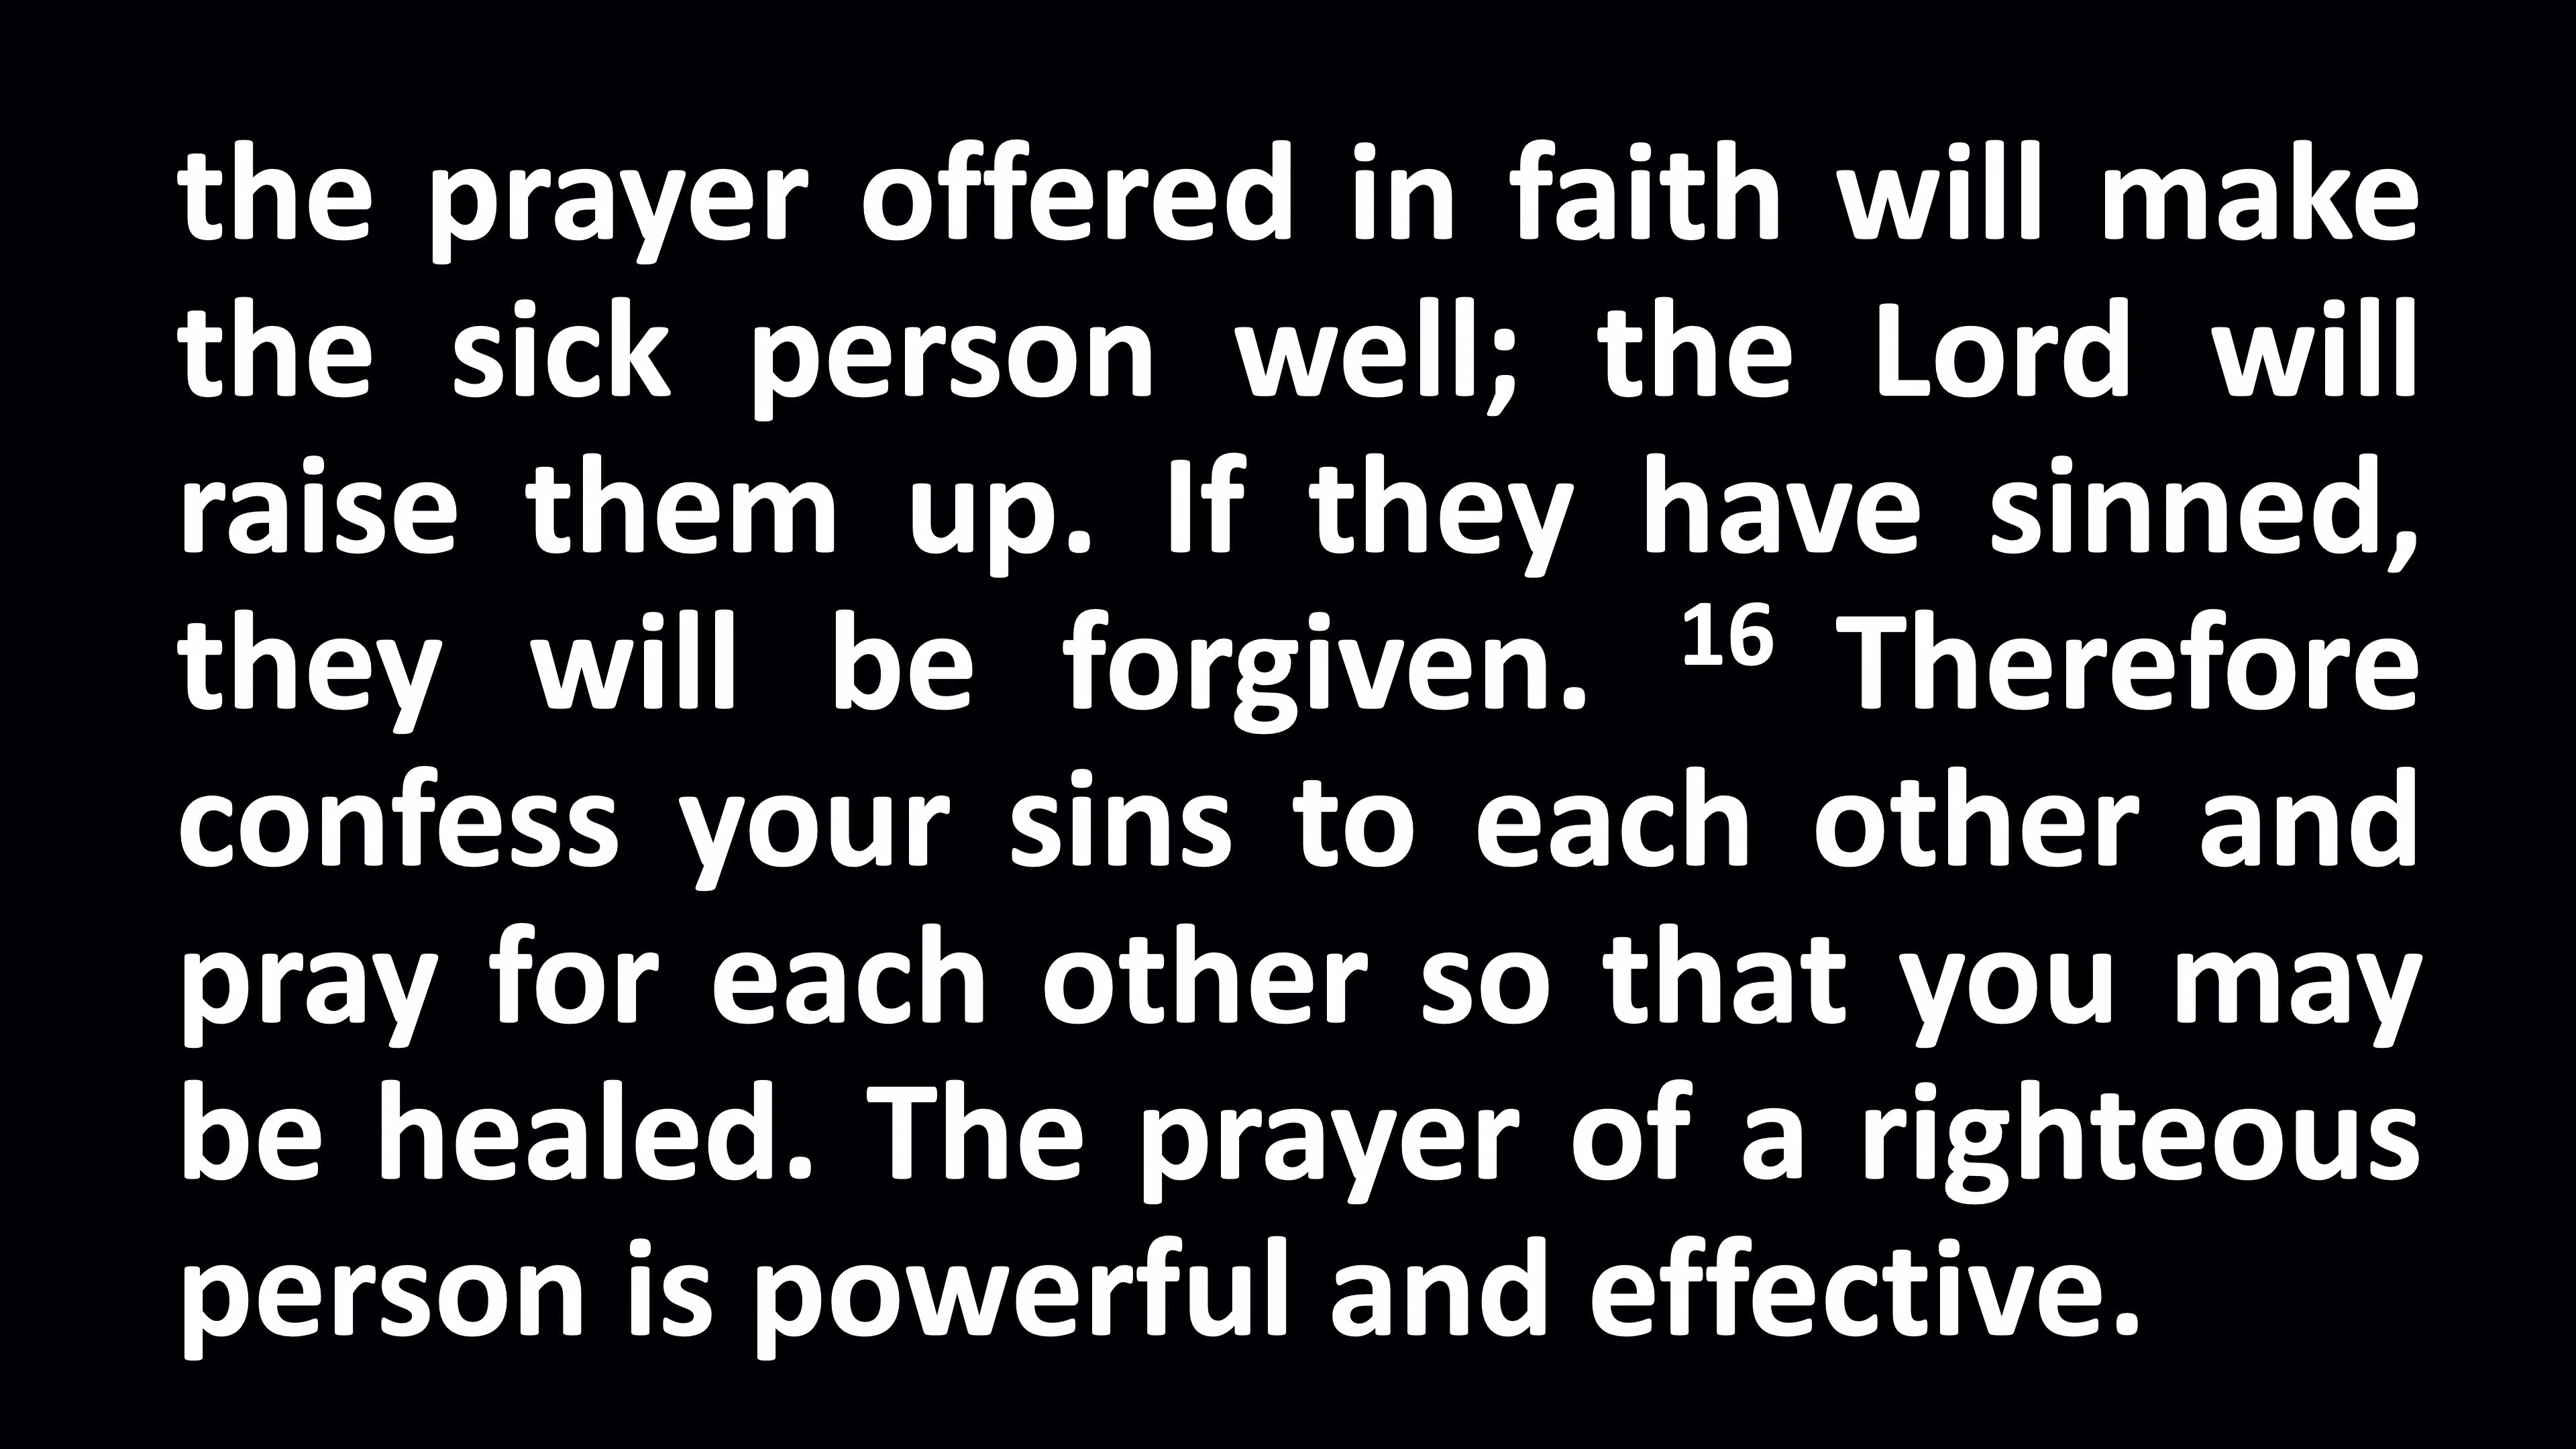 the prayer offered in faith will make
the sick person well; the Lord will
raise them up. If they have sinned,
they will be forgiven. 16 Therefore
confess your sins to each other and
pray for each other so that you may
be healed. The prayer of a righteous
person is powerful and effective.